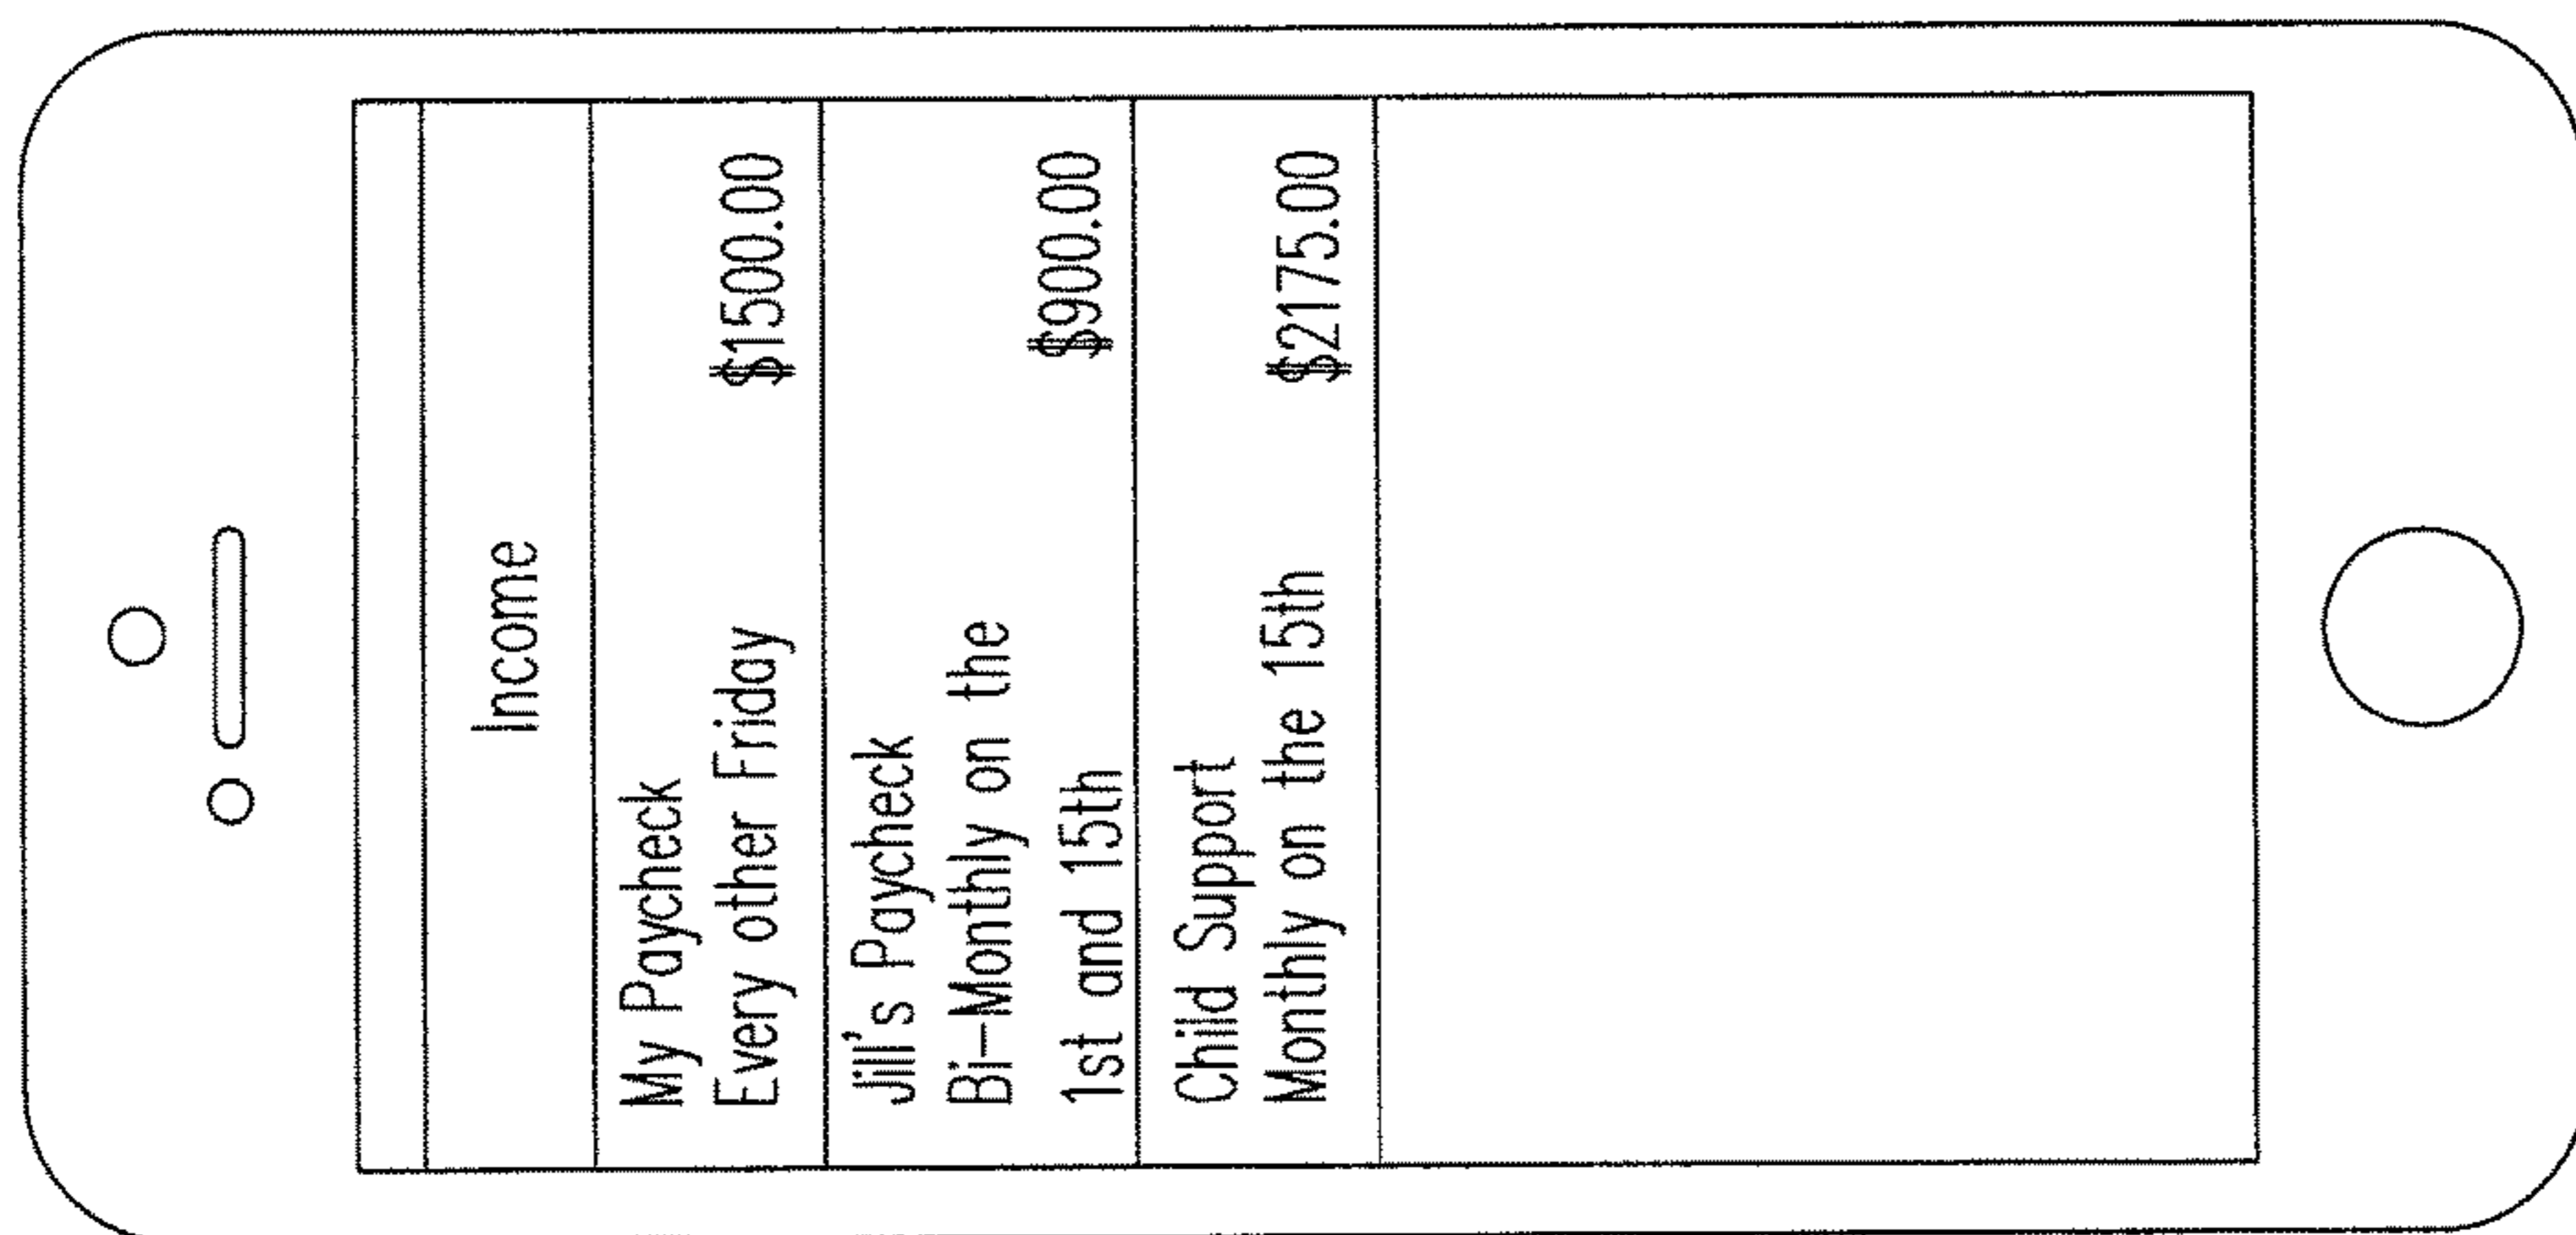 Income
My Paycheck
Every other Friday $1500.00
Jill's Paycheck
Bi-Monthly on the
1st and 15th $900.00
Child Support
Monthly on the 15th $2175.00